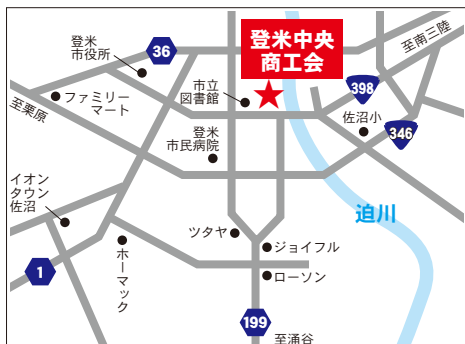 登米
市役所
36
登米中央
商工会
至南三陸
398
市立
図書館
佐沼小
346
ファミリー
マート
至栗原
登米
市民病院
イオン
タウン
佐沼
迫川
ツタヤ
ジョイフル
ホーマック
ローソン
1
199
至涌谷